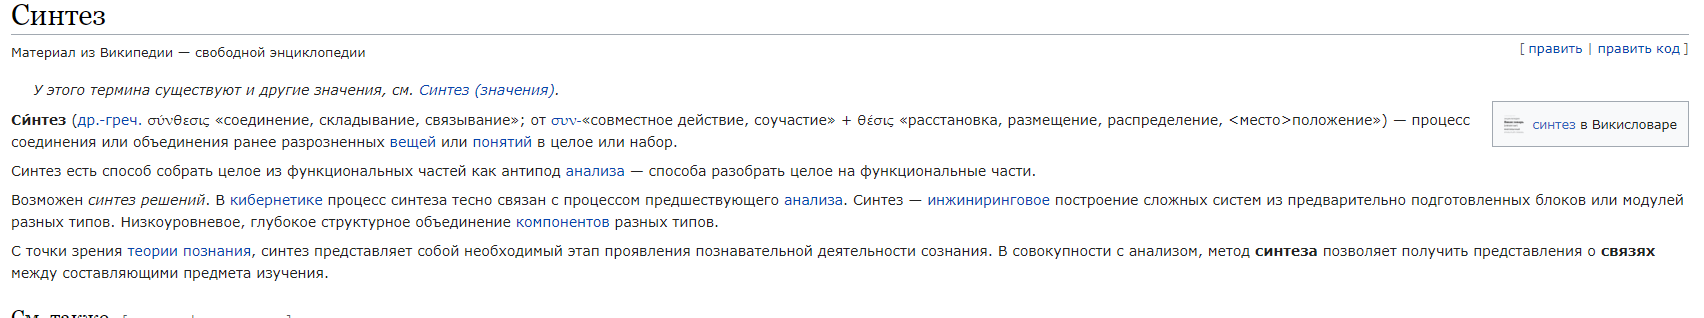 Синтез
Материал из Википедии — свободной энциклопедии
[ править | править код ]
У этого термина существуют и другие значения, см. Синтез (значения).
Си́нтез (др.-греч. σύνθεσις «соединение, складывание, связывание»; от συν-«совместное действие, соучастие» + θέσις «расстановка, размещение, распределение, <место>положение») — процесс
соединения или объединения ранее разрозненных вещей или понятий в целое или набор.
синтез в Викисловаре
Синтез есть способ собрать целое из функциональных частей как антипод анализа — способа разобрать целое на функциональные части.
Возможен синтез решений. В кибернетике процесс синтеза тесно связан с процессом предшествующего анализа. Синтез — инжиниринговое построение сложных систем из предварительно подготовленных блоков или модулей
разных типов. Низкоуровневое, глубокое структурное объединение компонентов разных типов.
С точки зрения теории познания, синтез представляет собой необходимый этап проявления познавательной деятельности сознания. В совокупности с анализом, метод синтеза позволяет получить представления о связях
между составляющими предмета изучения.
См. также